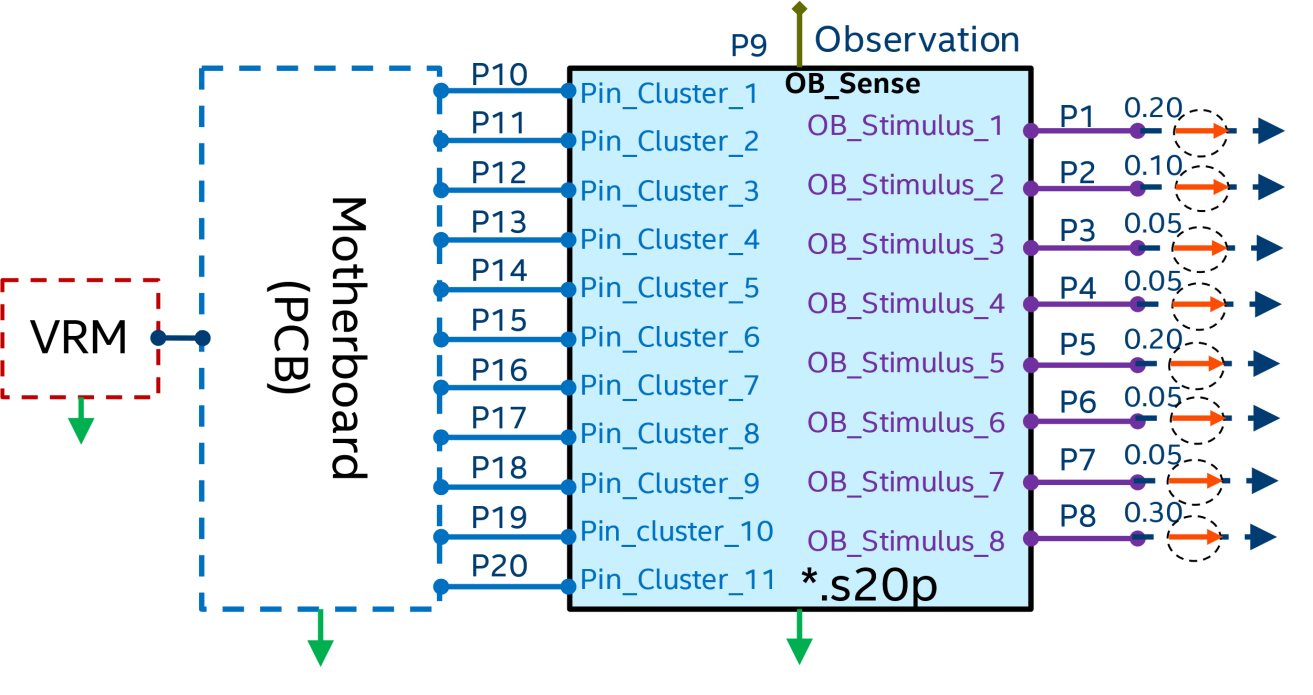 P9 Observation
OB_Sense
P10 Pin_Cluster_1
P11 Pin_Cluster_2
P12 Pin_Cluster_3
P13 Pin_Cluster_4
P14 Pin_Cluster_5
P15 Pin_Cluster_6
P16 Pin_Cluster_7
P17 Pin_Cluster_8
P18 Pin_Cluster_9
P19 Pin_cluster_10
P20 Pin_Cluster_11
OB_Stimulus_1 P1 0.20
OB_Stimulus_2 P2 0.10
OB_Stimulus_3 P3 0.05
OB_Stimulus_4 P4 0.05
OB_Stimulus_5 P5 0.20
OB_Stimulus_6 P6 0.05
OB_Stimulus_7 P7 0.05
OB_Stimulus_8 P8 0.30
*.s20p
VRM
Motherboard
(PCB)